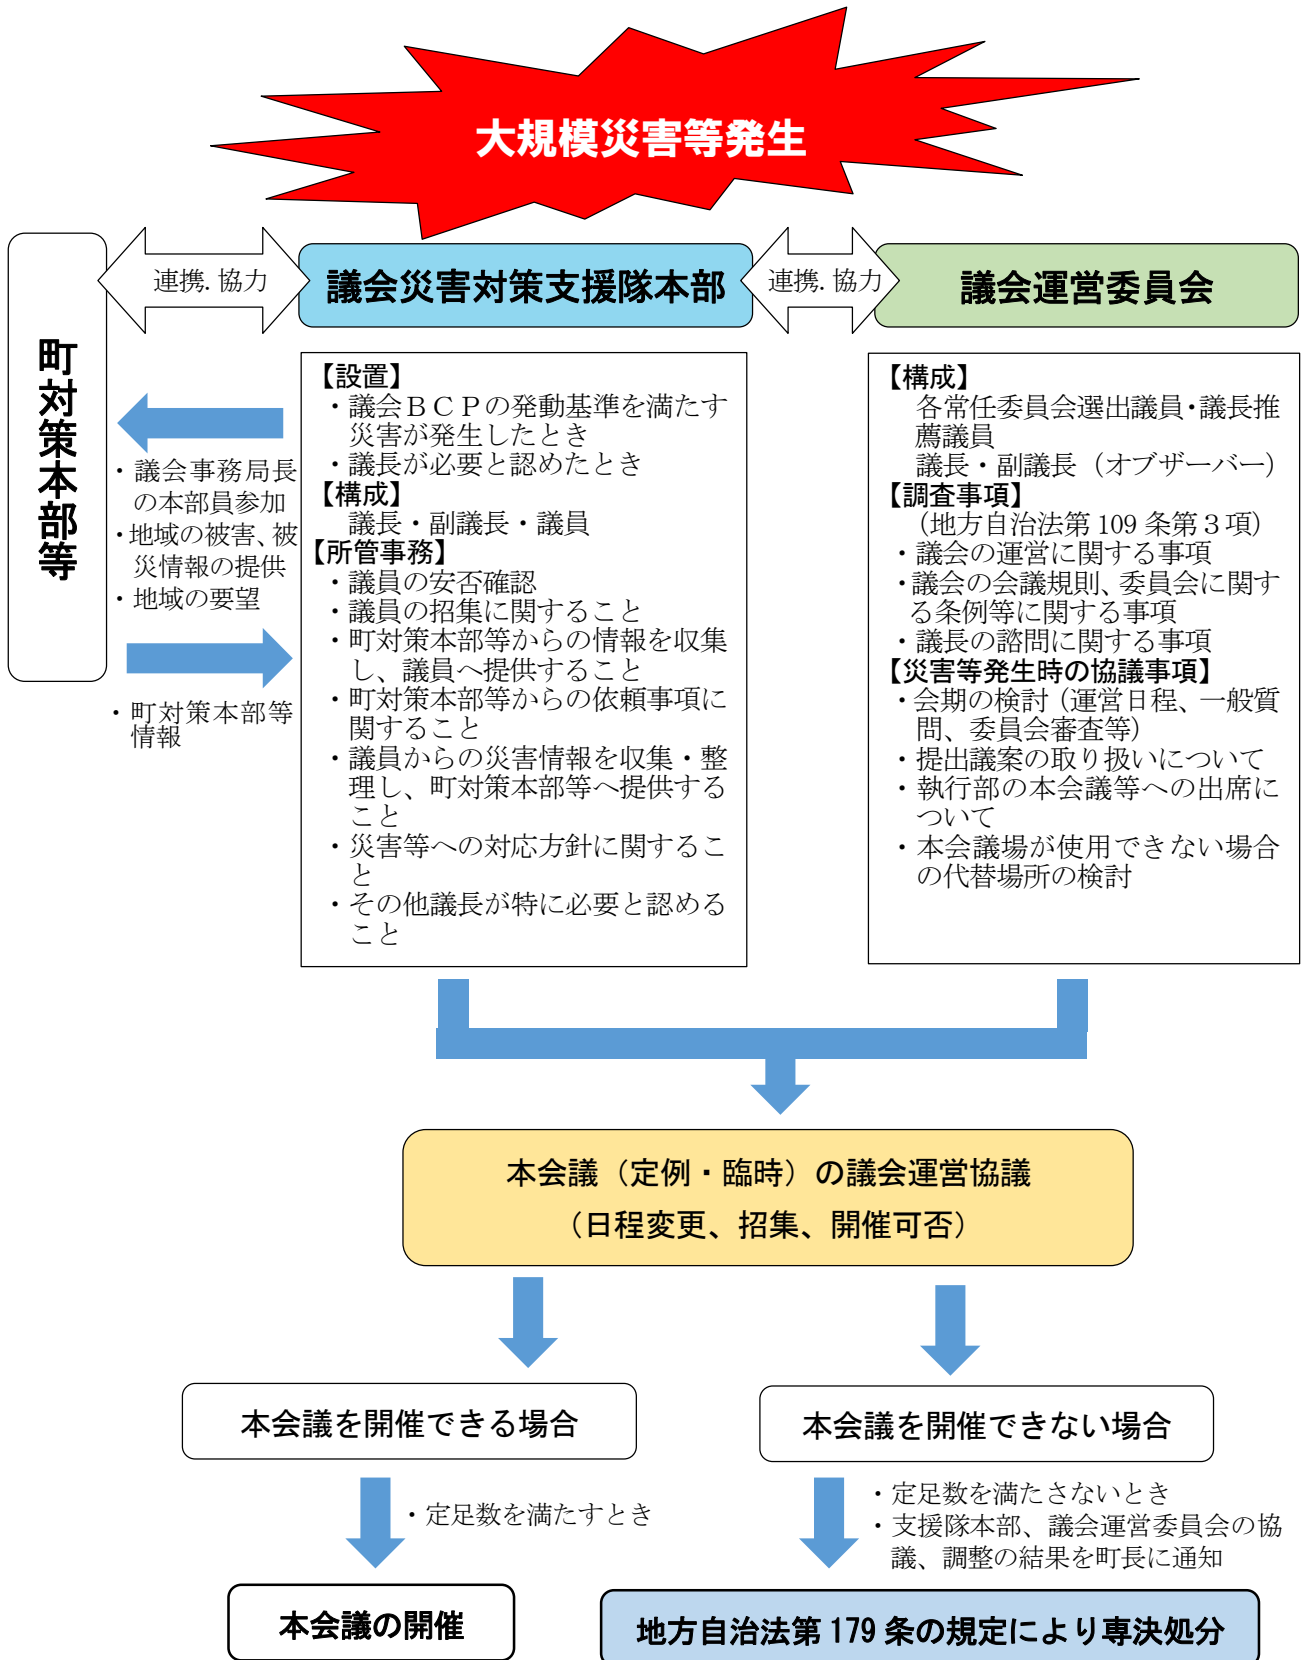 大規模災害等発生
町対策本部等
連携.協力
議会災害対策支援隊本部
連携.協力
議会運営委員会
・議会事務局長
の本部員参加
・地域の被害、被
災情報の提供
・地域の要望
・町対策本部等
情報
【設置】
・議会ＢＣＰの発動基準を満たす
災害が発生したとき
・議長が必要と認めたとき
【構成】
議長・副議長・議員
【所管事務】
・議員の安否確認
・議員の招集に関すること
・町対策本部等からの情報を収集
し、議員へ提供すること
・町対策本部等からの依頼事項に
関すること
・議員からの災害情報を収集・整
理し、町対策本部等へ提供する
こと
・災害等への対応方針に関するこ
と
・その他議長が特に必要と認める
こと
【構成】
各常任委員会選出議員・議長推
薦議員
議長・副議長（オブザーバー）
【調査事項】
（地方自治法第109条第３項）
・議会の運営に関する事項
・議会の会議規則、委員会に関す
る条例等に関する事項
・議長の諮問に関する事項
【災害等発生時の協議事項】
・会期の検討（運営日程、一般質
問、委員会審査等）
・提出議案の取り扱いについて
・執行部の本会議等への出席に
ついて
・本会議場が使用できない場合
の代替場所の検討
本会議（定例・臨時）の議会運営協議
（日程変更、招集、開催可否）
本会議を開催できる場合
本会議を開催できない場合
・定足数を満たすとき
・定足数を満たさないとき
・支援隊本部、議会運営委員会の協
議、調整の結果を町長に通知
本会議の開催
地方自治法第179条の規定により専決処分